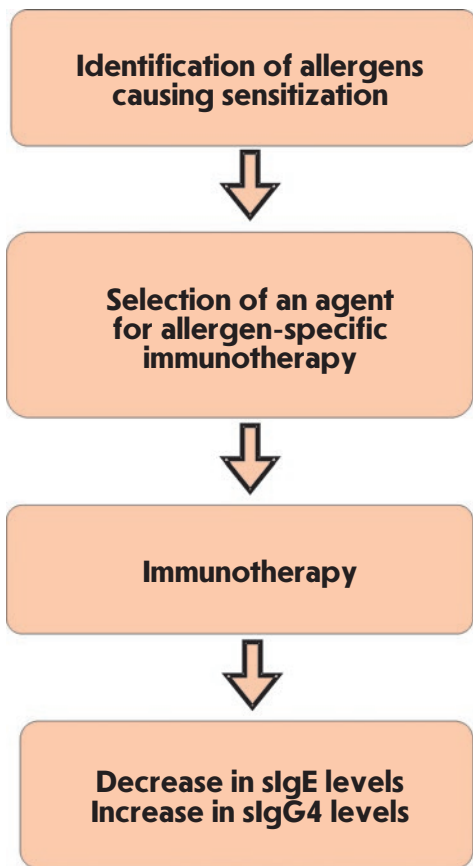 Identification of allergens
causing sensitization
Selection of an agent
for allergen-specific
immunotherapy
Immunotherapy
Decrease in sIgE levels
Increase in sIgG4 levels